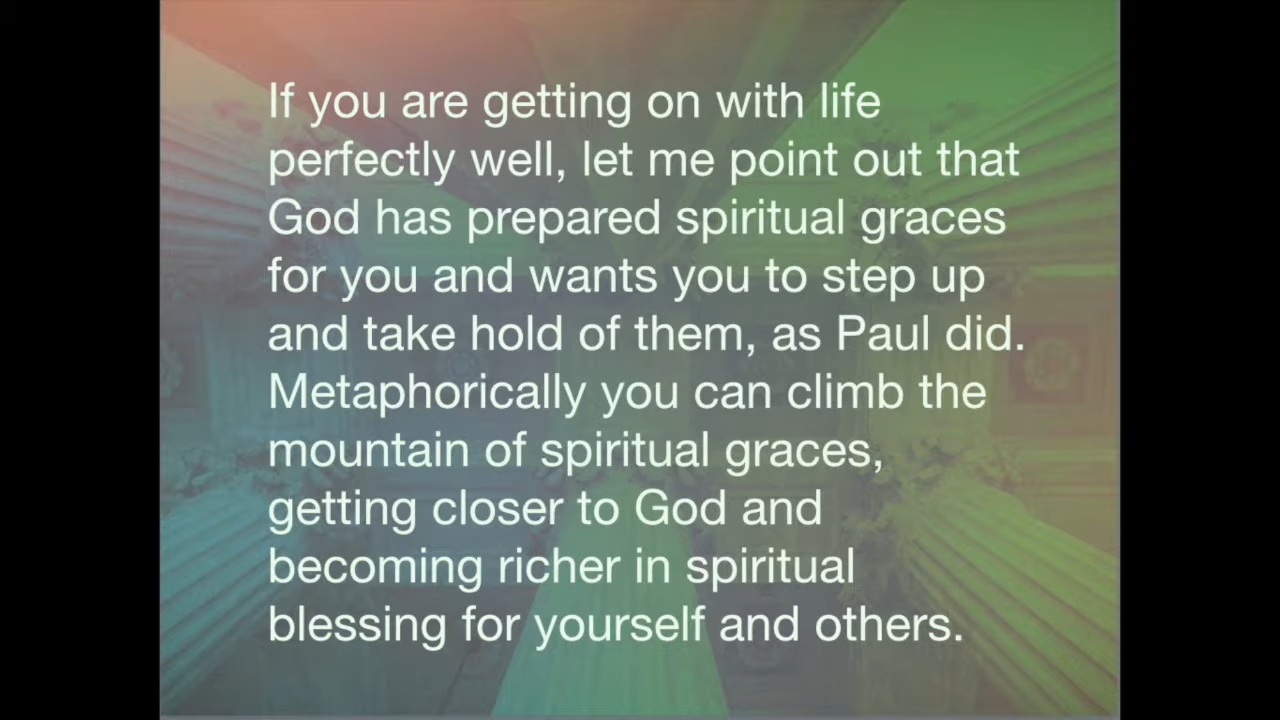 If you are getting on with life
perfectly well, let me point out that
God has prepared spiritual graces
for you and wants you to step up
and take hold of them, as Paul did.
Metaphorically you can climb the
mountain of spiritual graces,
getting closer to God and
becoming richer in spiritual
blessing for yourself and others.